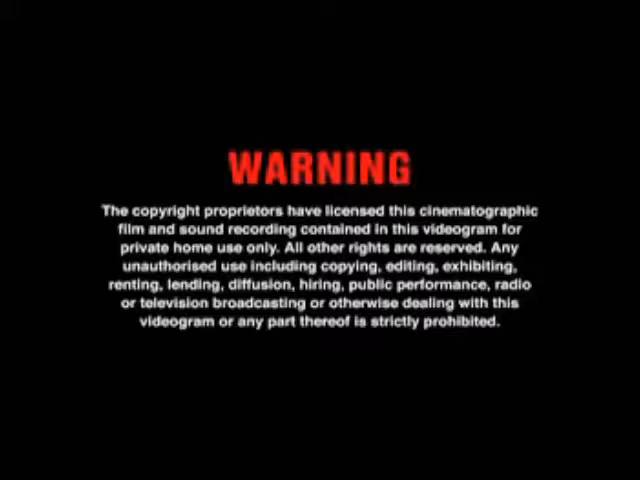 WARNING
The copyright proprietors have licensed this cinematographic
film and sound recording contained in this videogram for
private home use only. All other rights are reserved. Any
unauthorised use including copying, editing, exhibiting,
renting, lending, diffusion, hiring, public performance, radio
or television broadcasting or otherwise dealing with this
videogram or any part thereof is strictly prohibited.